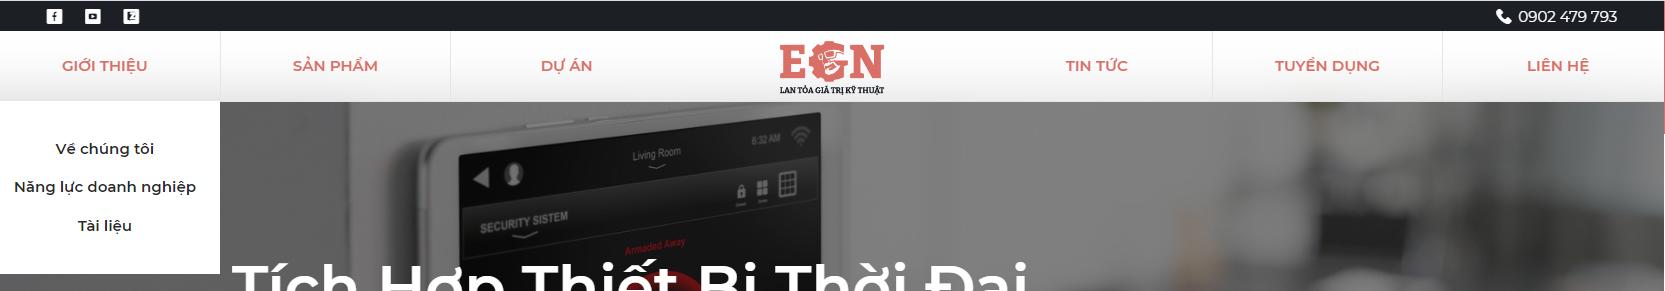 0902 479 793
GIỚI THIỆU
SẢN PHẨM
DỰ ÁN
EGN
LAN TỎA GIÁ TRỊ KỸ THUẬT
TIN TỨC
TUYỂN DỤNG
LIÊN HỆ
Về chúng tôi
Năng lực doanh nghiệp
Tài liệu
6:32 AM
Living Room
SECURITY SISTEM
Armaded Away
Tích Hợp Thiết Bị Thời Đại